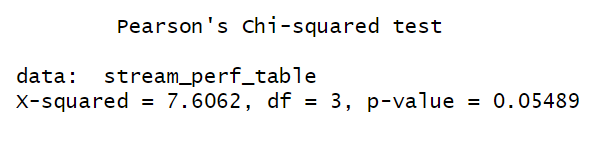 Pearson's Chi-squared test
data:  stream_perf_table
X-squared = 7.6062, df = 3, p-value = 0.05489